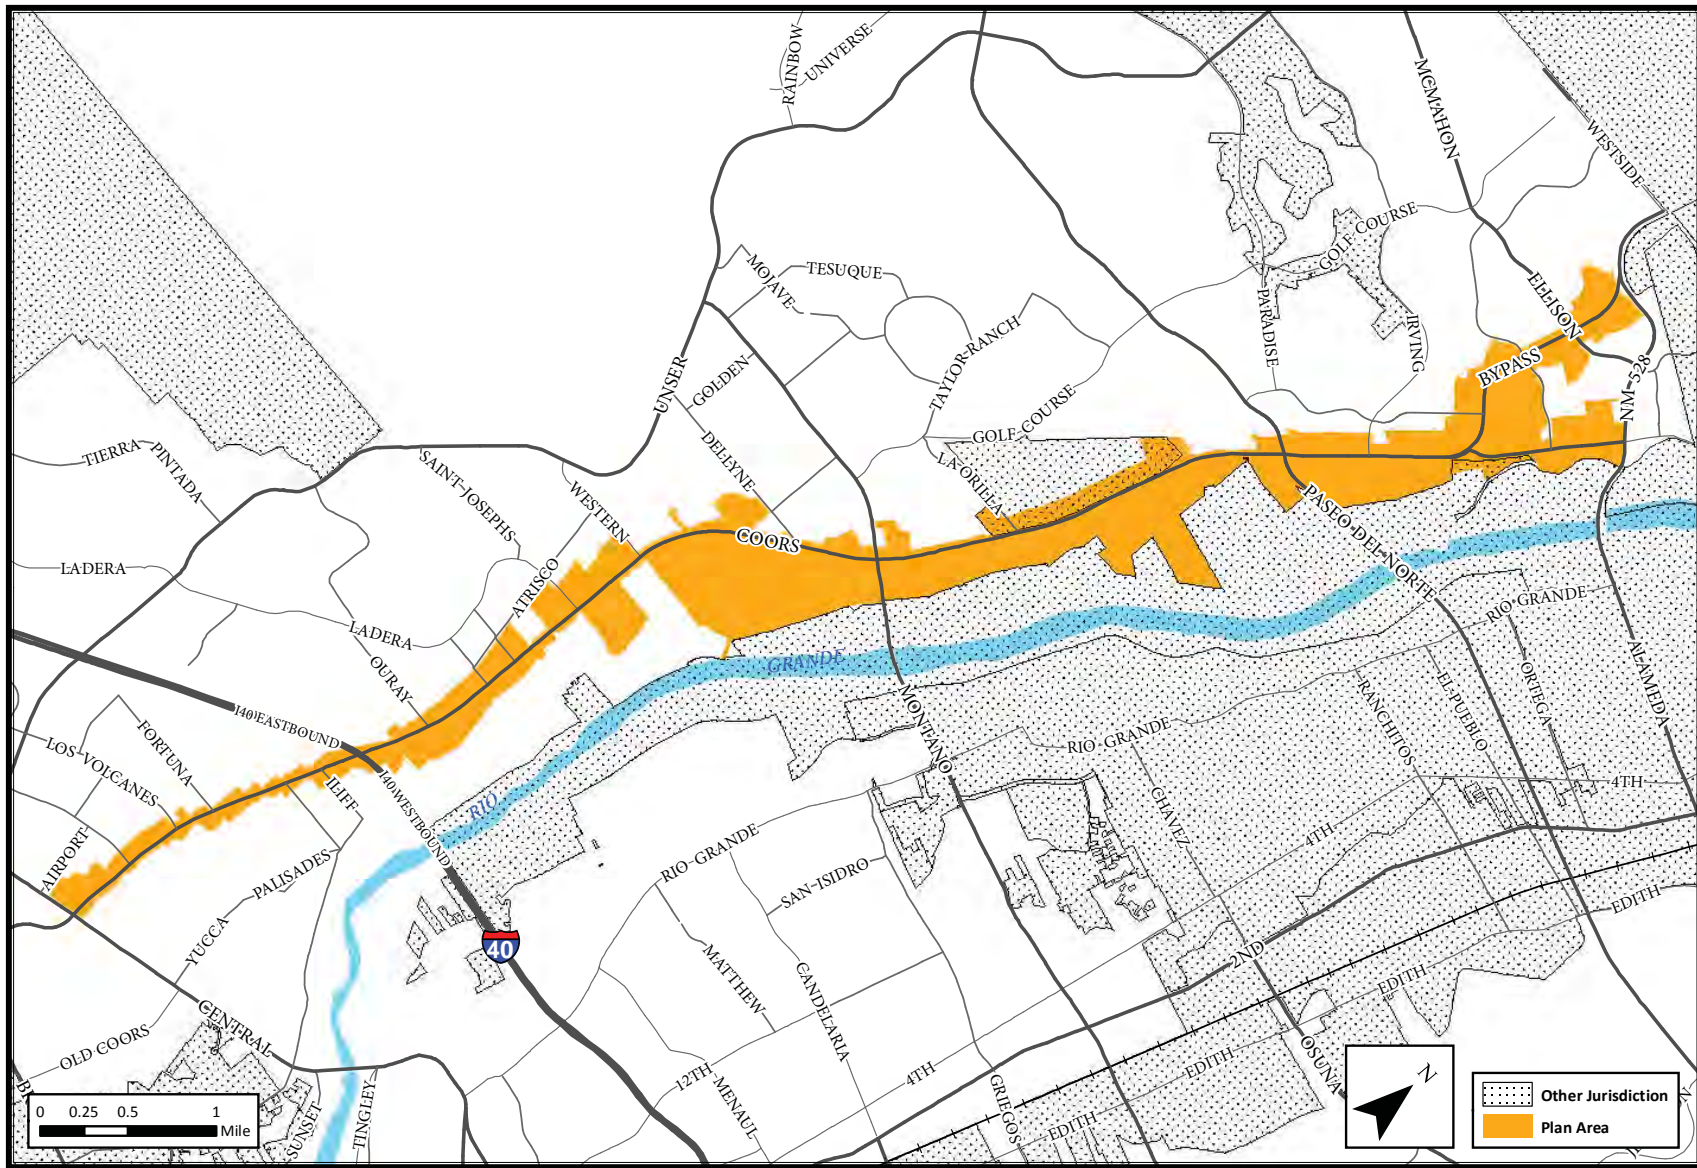 RAINBOW
UNIVERSE
MCMAHON
WESTSIDE
GOLF COURSE
MOJAVE
TESUQUE
ELLISON
PARADISE
IRVING
TAYLOR-RANCH
BYPASS
NM-528
UNSER
GOLDEN
GOLF-COURSE
DELLYNE
LA-ORILLA
TIERRA
PINTADA
SAINT-JOSEPHS
WESTERN
COORS
PASEO DEL NORTE
LADERA
ATRISCO
LADERA
RIO GRANDE
OURAY
GRANDE
MONTANO
RANCHITOS
EL-PUEBLO
ORTEGA
ALAMEDA
I40 EASTBOUND
RIO-GRANDE
FORTUNA
LOS-VOLCANES
ILIFF
I40 WESTBOUND
RIO
CHAVEZ
4TH
AIRPORT
PALISADES
RIO-GRANDE
SAN-ISIDRO
4TH
YUCCA
40
MATTHEW
CANDELARIA
2ND
EDITH
EDITH
CENTRAL
OLD COORS
12TH
MENAUL
4TH
GRIEGOS
EDITH
EDITH
OSUNA
SUNSET
TINGLEY
0 0.25 0.5 1
Mile
N
Other Jurisdiction
Plan Area